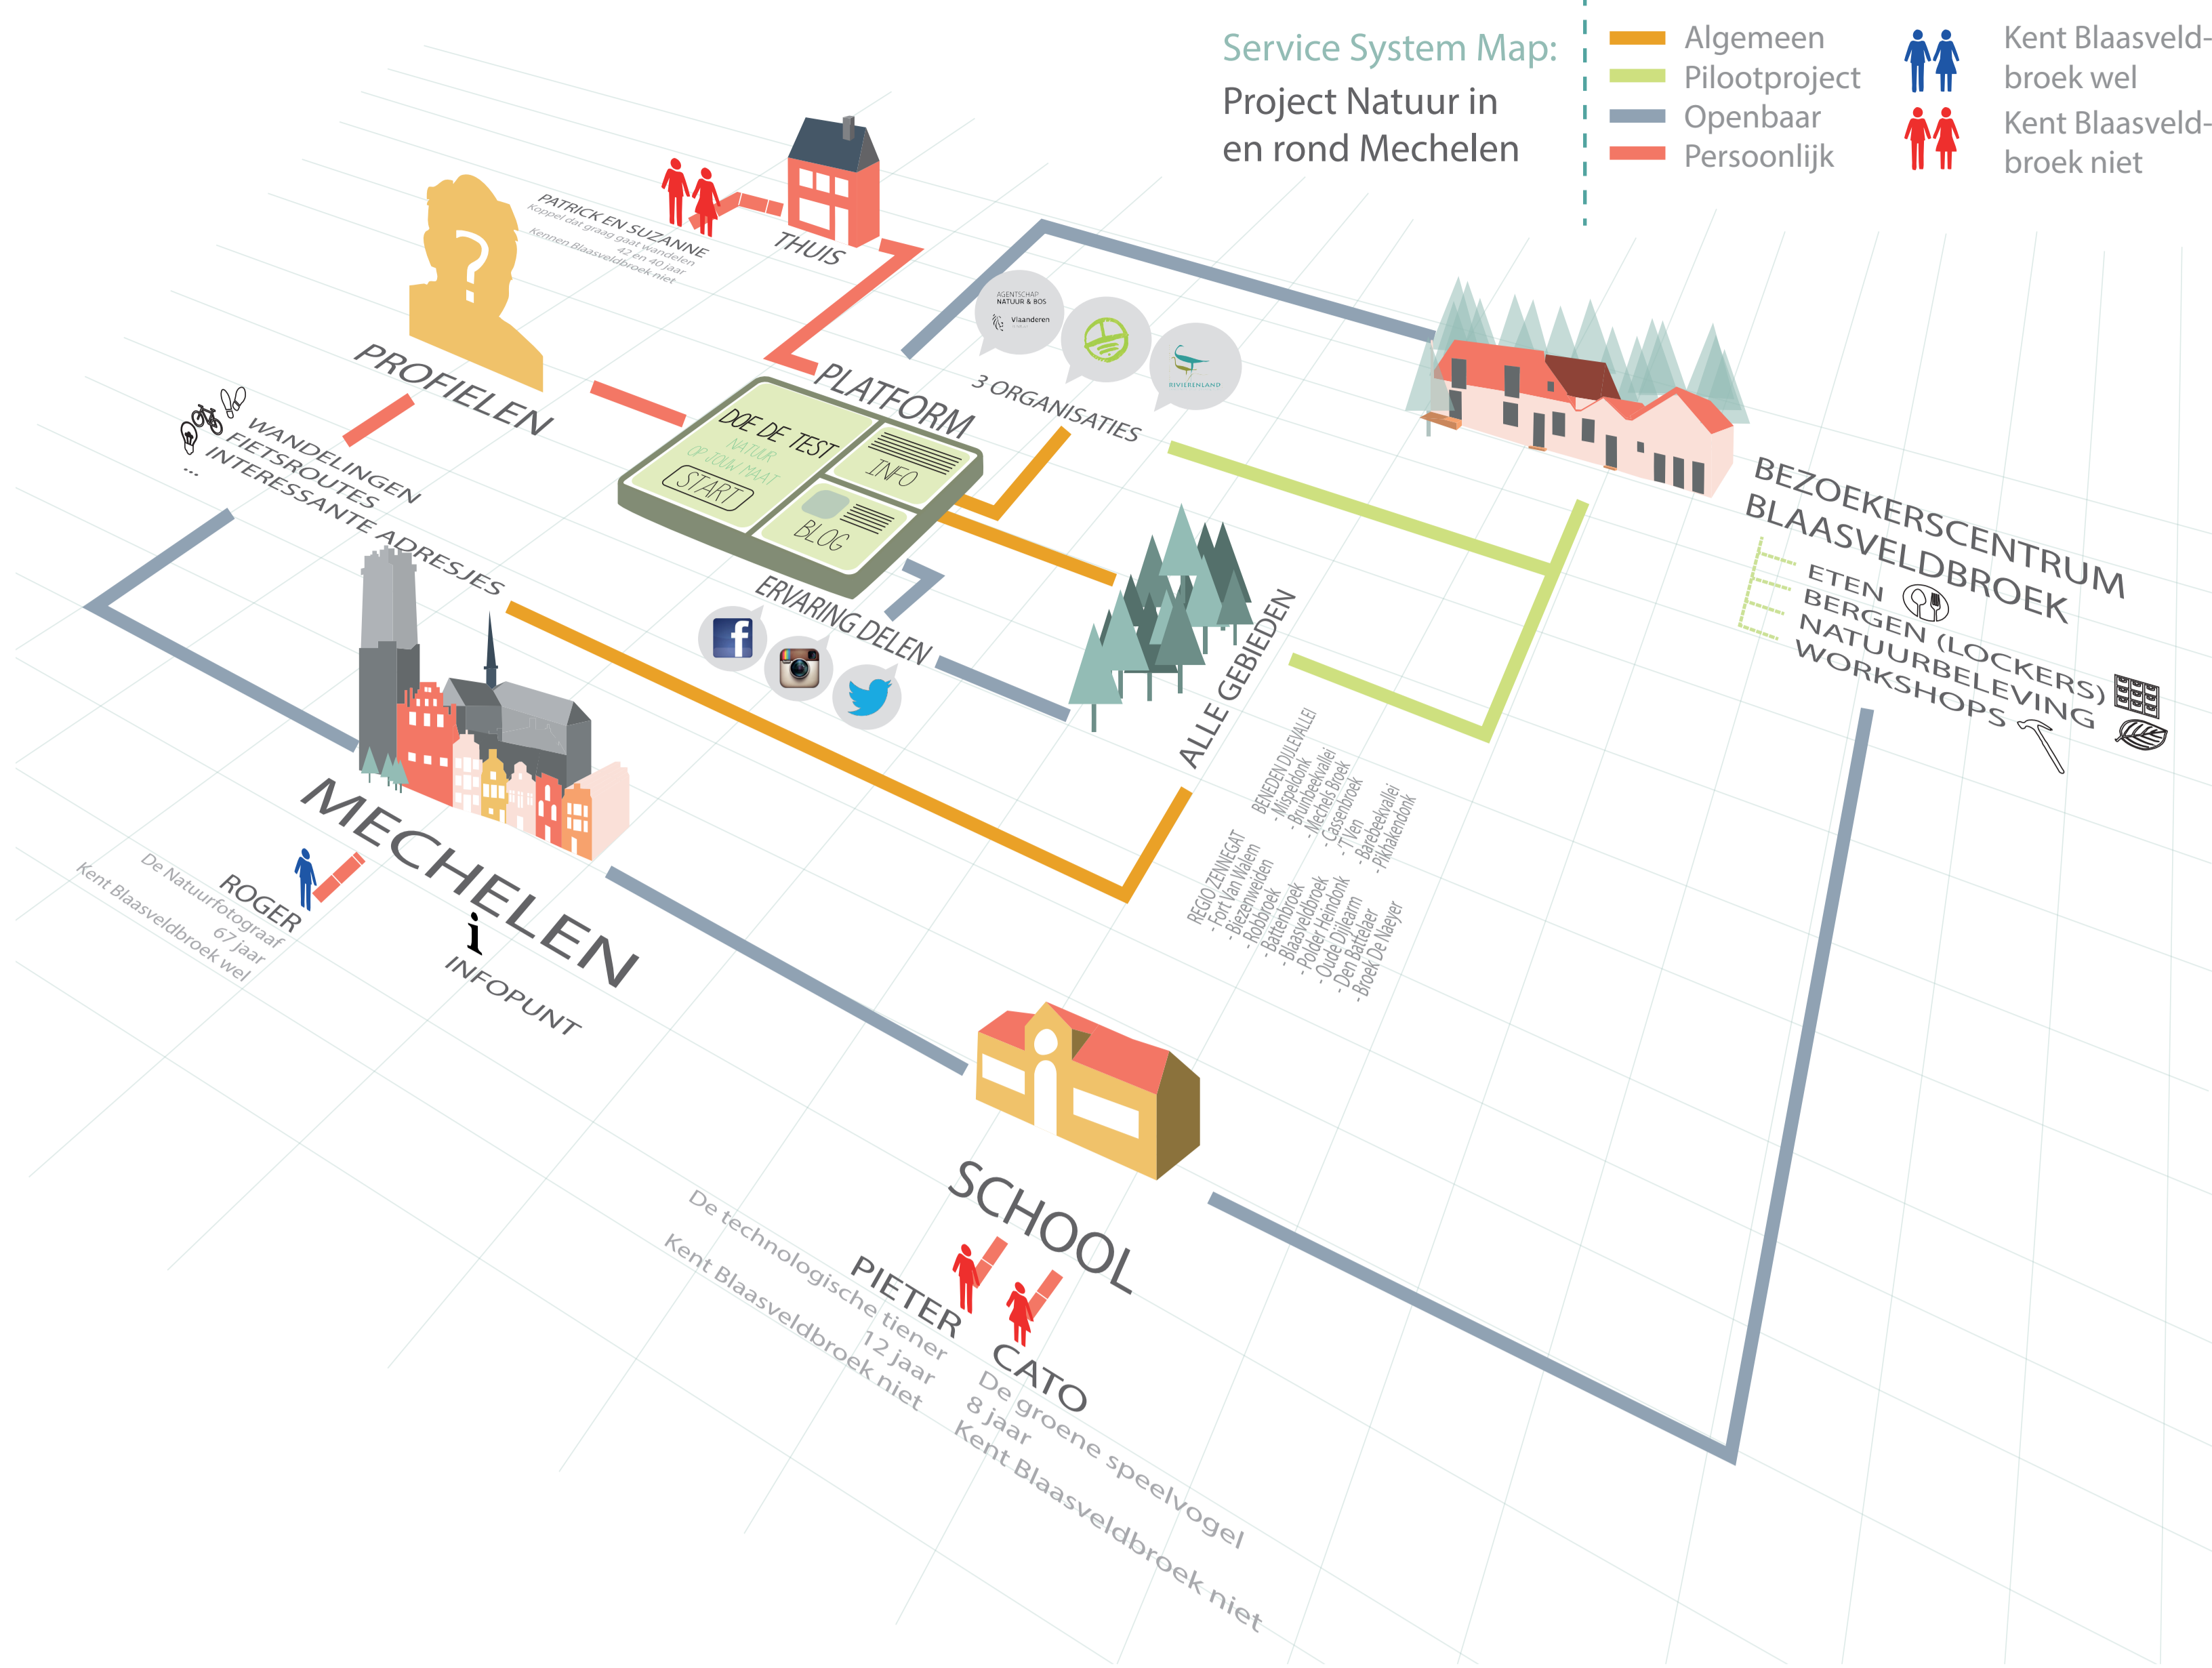 Service System Map:
Project Natuur in
en rond Mechelen
Algemeen
Pilootproject
Openbaar
Persoonlijk
Kent Blaasveld-
broek wel
Kent Blaasveld-
broek niet
PATRICK EN SUZANNE
Koppel dat graag gaat wandelen
42 en 40 jaar
Kennen Blaasveldbroek niet
THUIS
PROFIELEN
PLATFORM
DOE DE TEST
NATUUR
OP JOUW MAAT
START
INFO
BLOG
3 ORGANISATIES
AGENTSCHAP
NATUUR & BOS
Vlaanderen
RIVIERENLAND
WANDELINGEN
FIETSROUTES
INTERESSANTE ADRESJES
...
ERVARING DELEN
f
ALLE GEBIEDEN
BENEDEN DIJLEVALLEI
- Mispeldonk
- Bruinbeekvallei
- Mechels Broek
- Cassenbroek
- 'T Ven
- Barebeekvallei
- Pikhakendonk
REGIO ZENNEGAT
- Fort Van Walem
- Biezenweiden
- Robbroek
- Battenbroek
- Blaasveldbroek
- Polder Heindonk
- Oude Dijlearm
- Den Battelaer
- Broek De Naeyer
BEZOEKERSCENTRUM
BLAASVELDBROEK
ETEN
BERGEN (LOCKERS)
NATUURBELEVING
WORKSHOPS
MECHELEN
i
INFOPUNT
ROGER
De Natuurfotograaf
67 jaar
Kent Blaasveldbroek wel
SCHOOL
PIETER
De technologische tiener
12 jaar
Kent Blaasveldbroek niet
CATO
De groene speelvogel
8 jaar
Kent Blaasveldbroek niet